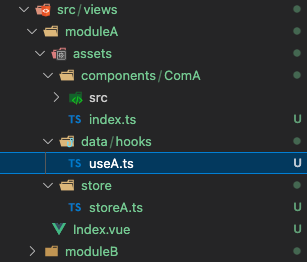 src/views
moduleA
assets
components/ComA
src
TS index.ts U
data/hooks
TS useA.ts U
store
TS storeA.ts U
Index.vue U
moduleB